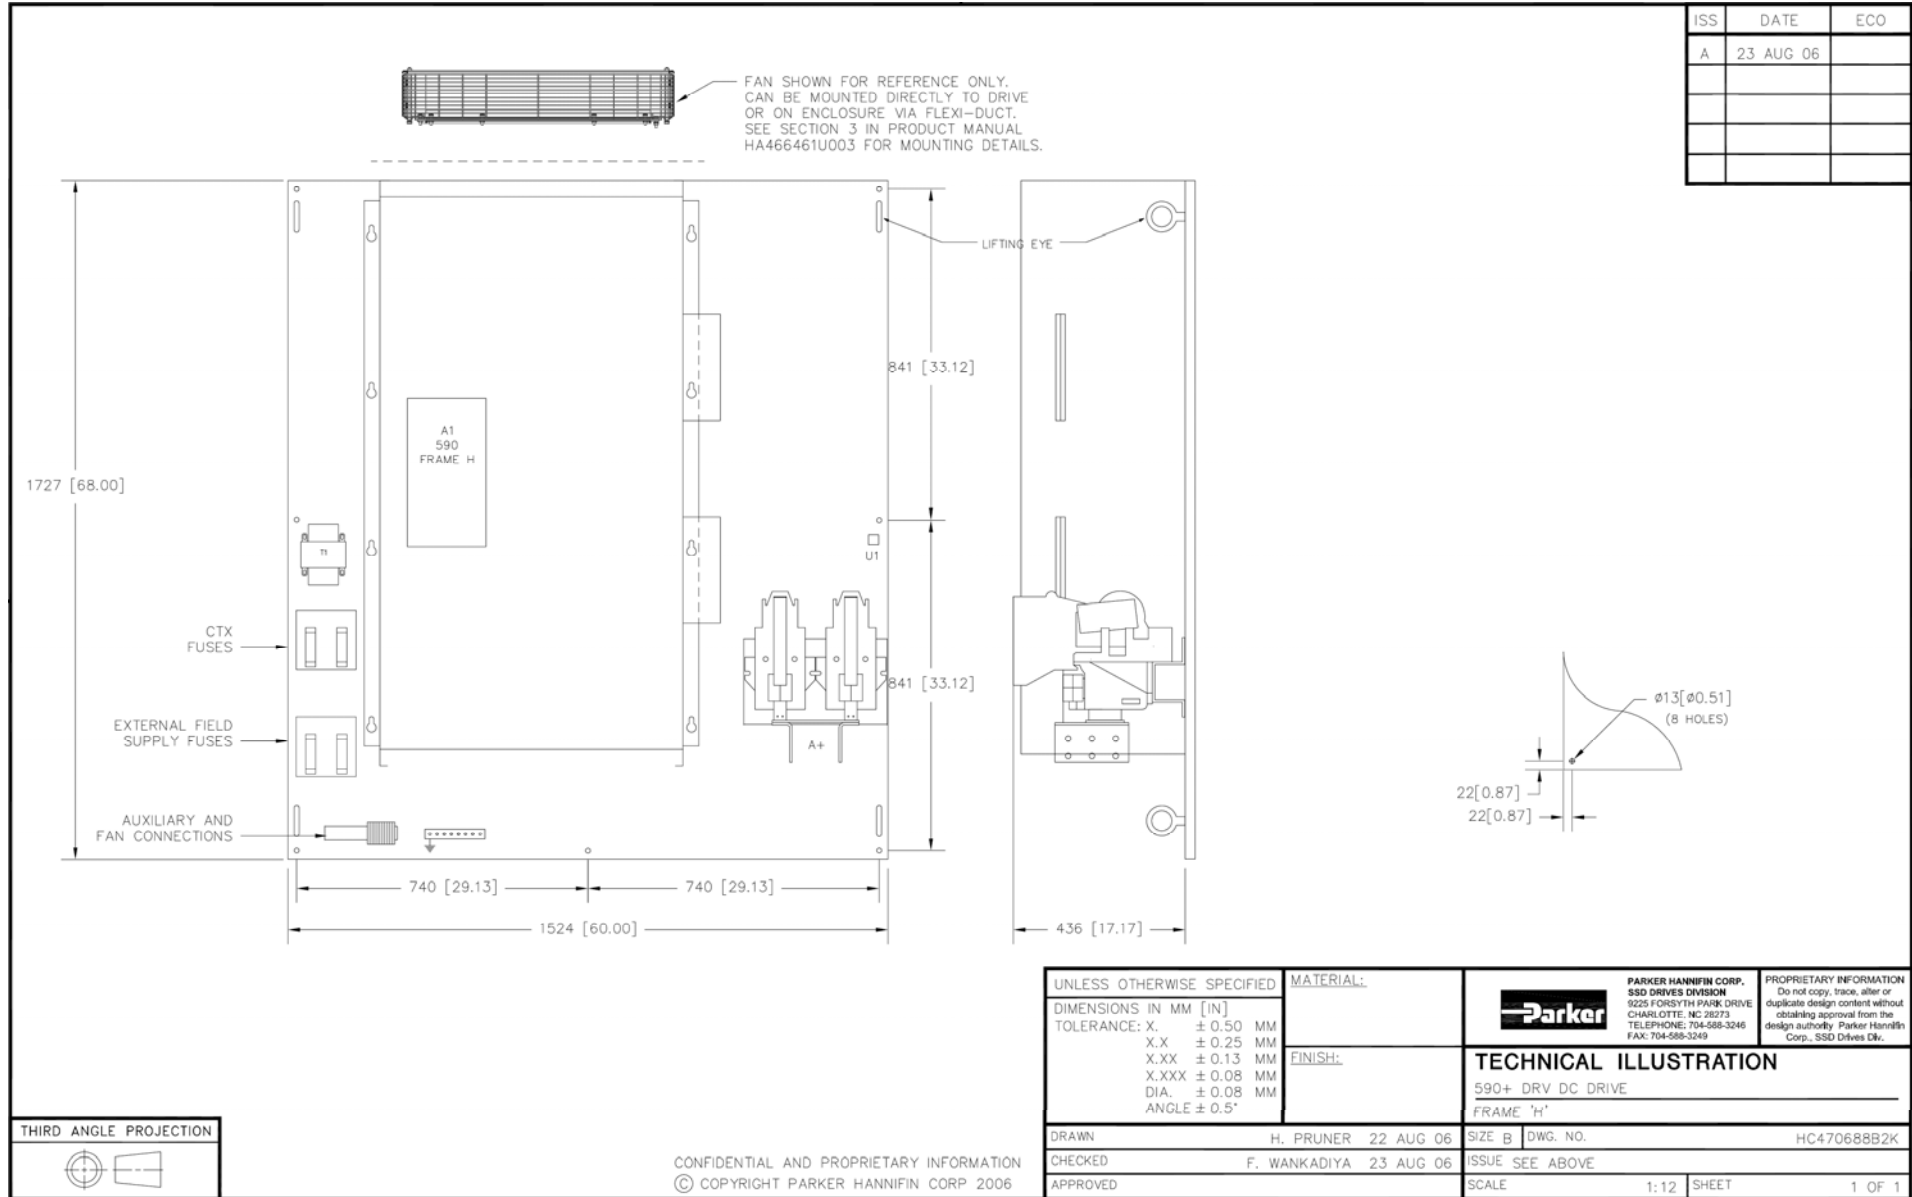 ISS DATE ECO
A 23 AUG 06
FAN SHOWN FOR REFERENCE ONLY.
CAN BE MOUNTED DIRECTLY TO DRIVE
OR ON ENCLOSURE VIA FLEXI-DUCT.
SEE SECTION 3 IN PRODUCT MANUAL
HA466461U003 FOR MOUNTING DETAILS.
LIFTING EYE
841 [33.12]
A1
590
FRAME H
1727 [68.00]
T1
U1
CTX
FUSES
841 [33.12]
EXTERNAL FIELD
SUPPLY FUSES
A+
AUXILIARY AND
FAN CONNECTIONS
740 [29.13]
740 [29.13]
1524 [60.00]
436 [17.17]
ø13[ø0.51]
(8 HOLES)
22[0.87]
22[0.87]
UNLESS OTHERWISE SPECIFIED
DIMENSIONS IN MM [IN]
TOLERANCE: X. ± 0.50 MM
X.X ± 0.25 MM
X.XX ± 0.13 MM
X.XXX ± 0.08 MM
DIA. ± 0.08 MM
ANGLE ± 0.5°
MATERIAL:
FINISH:
Parker
PARKER HANNIFIN CORP.
SSD DRIVES DIVISION
9225 FORSYTH PARK DRIVE
CHARLOTTE, NC 28273
TELEPHONE: 704-588-3246
FAX: 704-588-3249
PROPRIETARY INFORMATION
Do not copy, trace, alter or
duplicate design content without
obtaining approval from the
design authority Parker Hannifin
Corp., SSD Drives Div.
TECHNICAL ILLUSTRATION
590+ DRV DC DRIVE
FRAME 'H'
DRAWN H. PRUNER 22 AUG 06
CHECKED F. WANKADIYA 23 AUG 06
APPROVED
SIZE B DWG. NO. HC470688B2K
ISSUE SEE ABOVE
SCALE 1:12 SHEET 1 OF 1
THIRD ANGLE PROJECTION
CONFIDENTIAL AND PROPRIETARY INFORMATION
© COPYRIGHT PARKER HANNIFIN CORP 2006